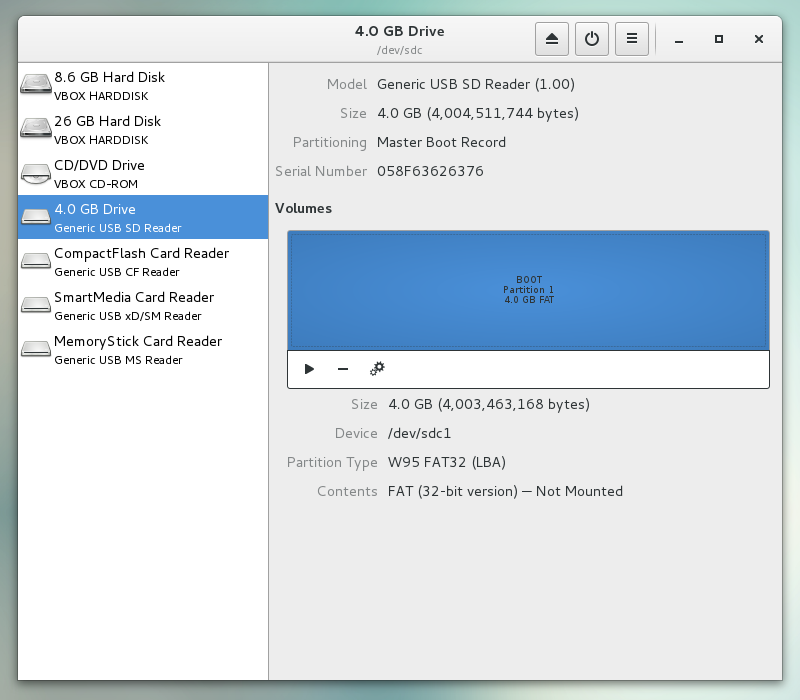 4.0 GB Drive
/dev/sdc
8.6 GB Hard Disk
VBOX HARDDISK
26 GB Hard Disk
VBOX HARDDISK
CD/DVD Drive
VBOX CD-ROM
4.0 GB Drive
Generic USB SD Reader
CompactFlash Card Reader
Generic USB CF Reader
SmartMedia Card Reader
Generic USB xD/SM Reader
MemoryStick Card Reader
Generic USB MS Reader
Model Generic USB SD Reader (1.00)
Size 4.0 GB (4,004,511,744 bytes)
Partitioning Master Boot Record
Serial Number 058F63626376
Volumes
BOOT
Partition 1
4.0 GB FAT
Size 4.0 GB (4,003,463,168 bytes)
Device /dev/sdc1
Partition Type W95 FAT32 (LBA)
Contents FAT (32-bit version) — Not Mounted